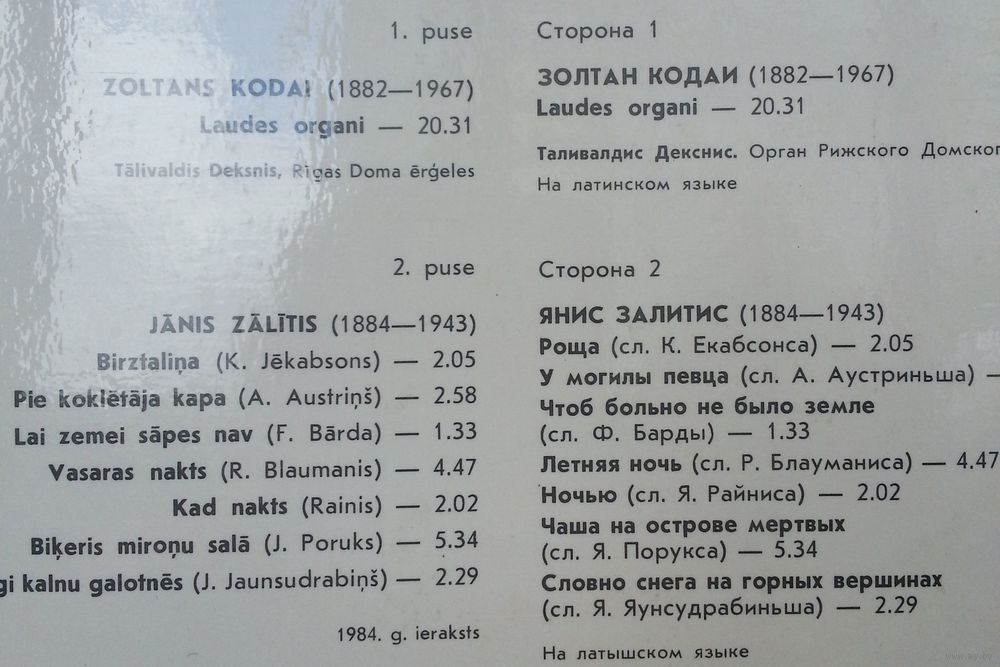 1. puse
ZOLTANS KODAI (1882—1967)
Laudes organi — 20.31
Tālivaldis Deksnis, Rīgas Doma ērģeles
2. puse
JĀNIS ZĀLĪTIS (1884—1943)
Birztaliņa (K. Jēkabsons) — 2.05
Pie koklētāja kapa (A. Austriņš) — 2.58
Lai zemei sāpes nav (F. Bārda) — 1.33
Vasaras nakts (R. Blaumanis) — 4.47
Kad nakts (Rainis) — 2.02
Biķeris miroņu salā (J. Poruks) — 5.34
kalnu galotnēs (J. Jaunsudrabiņš) — 2.29
1984. g. ieraksts
Сторона 1
ЗОЛТАН КОДАИ (1882—1967)
Laudes organi — 20.31
Таливалдис Декснис. Орган Рижского
На латинском языке
Сторона 2
ЯНИС ЗАЛИТИС (1884—1943)
Роща (сл. К. Екабсонса) — 2.05
У могилы певца (сл. А. Аустриньша) —
Чтоб больно не было земле
(сл. Ф. Барды) — 1.33
Летняя ночь (сл. Р. Блауманиса) — 4.47
Ночью (сл. Я. Райниса) — 2.02
Чаша на острове мертвых
(сл. Я. Порукса) — 5.34
Словно снега на горных вершинах
(сл. Я. Яунсудрабиньша) — 2.29
На латышском языке